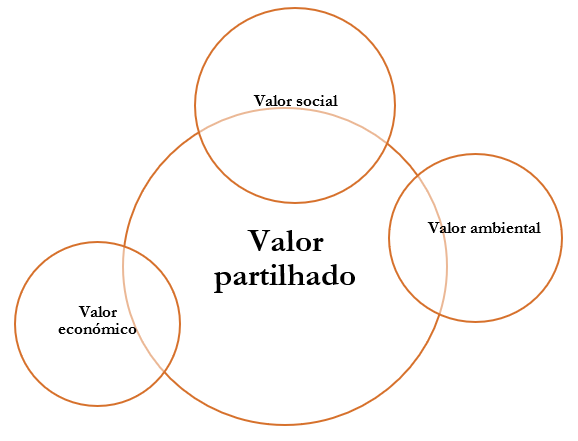 Valor social
Valor ambiental
Valor
partilhado
Valor
económico